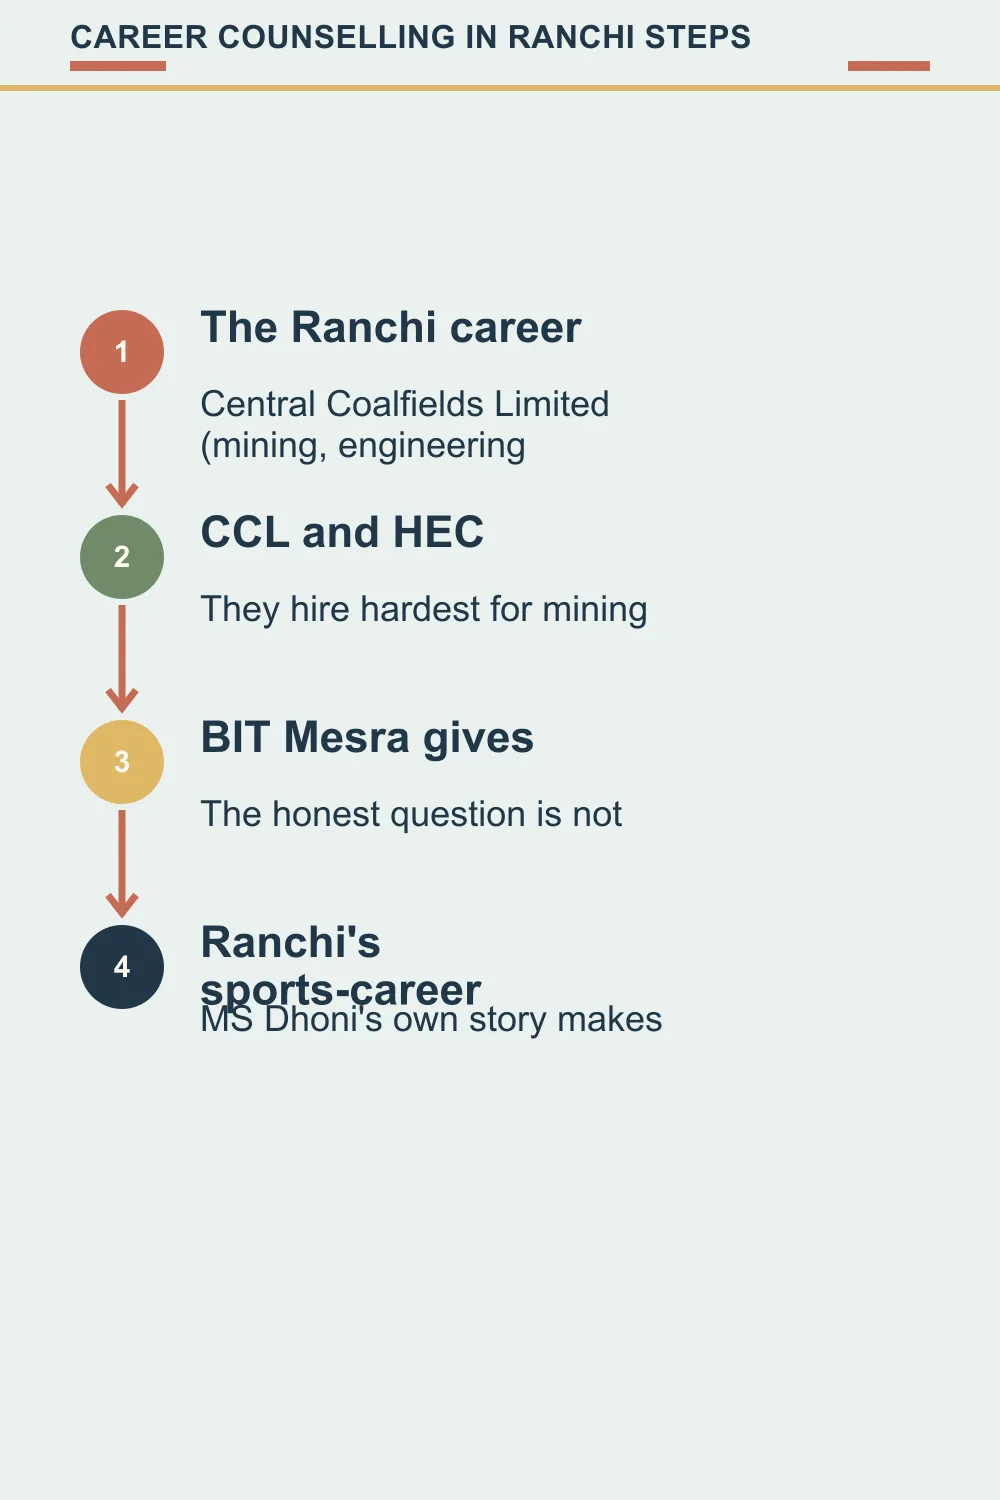 CAREER COUNSELLING IN RANCHI STEPS
1
The Ranchi career
Central Coalfields Limited
(mining, engineering
2
CCL and HEC
They hire hardest for mining
3
BIT Mesra gives
The honest question is not
4
Ranchi's
sports-career
MS Dhoni's own story makes